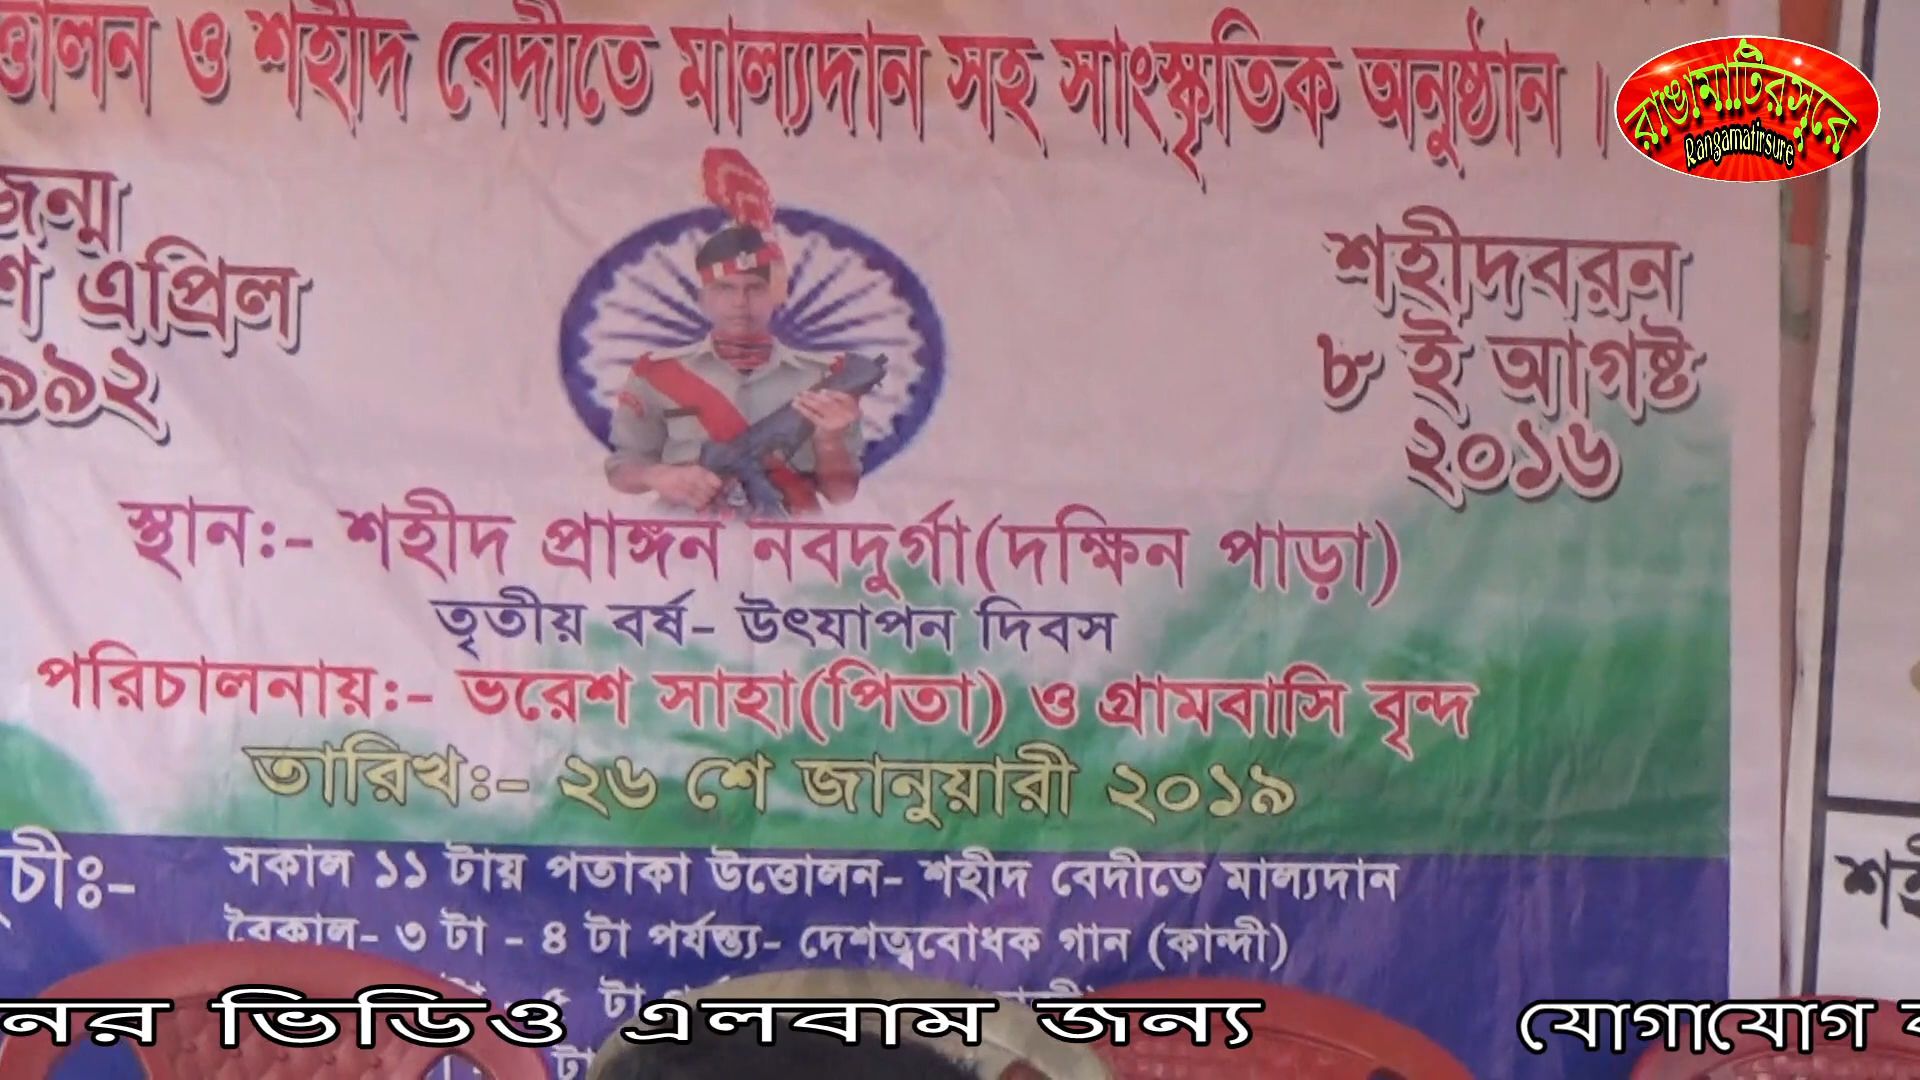 ও শহীদ বেদীতে মাল্যদান সহ সাংস্কৃতিক অনুষ্ঠান ।
রাঙামাটিরসুরে
Rangamatirsure
জন্ম
এপ্রিল
শহীদবরন
৮ ই আগষ্ট
২০১৬
স্থান:- শহীদ প্রাঙ্গন নবদুর্গা(দক্ষিন পাড়া)
তৃতীয় বর্ষ- উৎযাপন দিবস
পরিচালনায়:- ভরেশ সাহা(পিতা) ও গ্রামবাসি বৃন্দ
তারিখ:- ২৬ শে জানুয়ারী ২০১৯
সকাল ১১ টায় পতাকা উত্তোলন- শহীদ বেদীতে মাল্যদান
বৈকাল- ৩ টা - ৪ টা পর্যন্ত্য- দেশত্ববোধক গান (কান্দী)
ভিডিও এলবাম জন্য যোগাযোগ